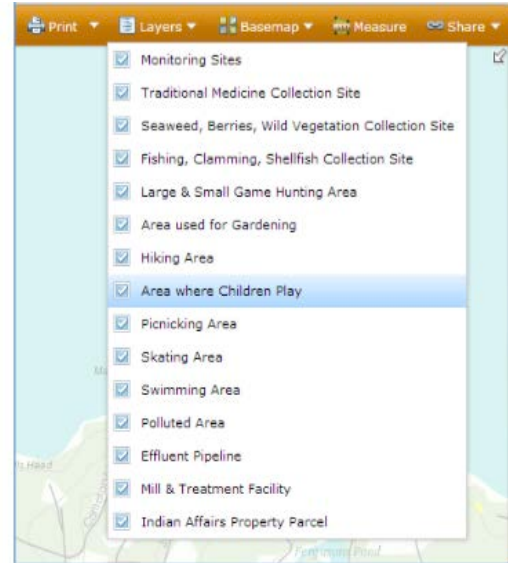 Print Layers Basemap Measure Share
Monitoring Sites
Traditional Medicine Collection Site
Seaweed, Berries, Wild Vegetation Collection Site
Fishing, Clamming, Shellfish Collection Site
Large & Small Game Hunting Area
Area used for Gardening
Hiking Area
Area where Children Play
Picnicking Area
Skating Area
Swimming Area
Polluted Area
Effluent Pipeline
Mill & Treatment Facility
Indian Affairs Property Parcel